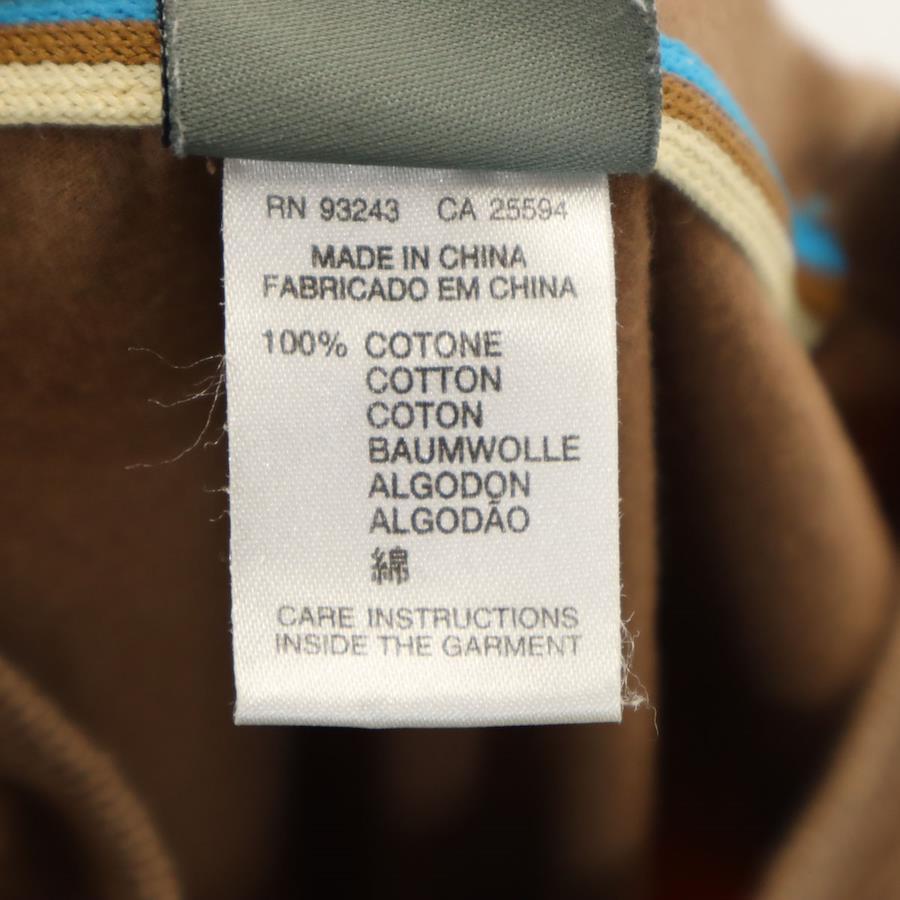 RN 93243 CA 25594
MADE IN CHINA
FABRICADO EM CHINA
100% COTONE
COTTON
COTON
BAUMWOLLE
ALGODON
ALGODÃO
綿
CARE INSTRUCTIONS
INSIDE THE GARMENT